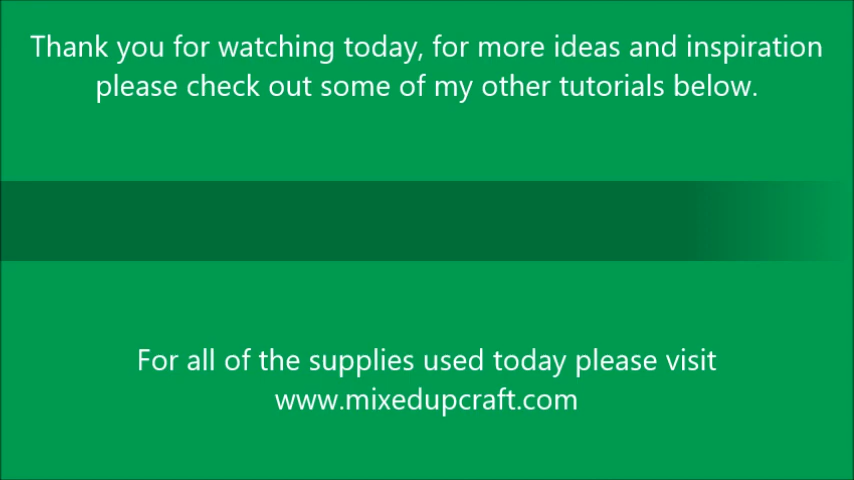 Thank you for watching today, for more ideas and inspiration
please check out some of my other tutorials below.
For all of the supplies used today please visit
www.mixedupcraft.com